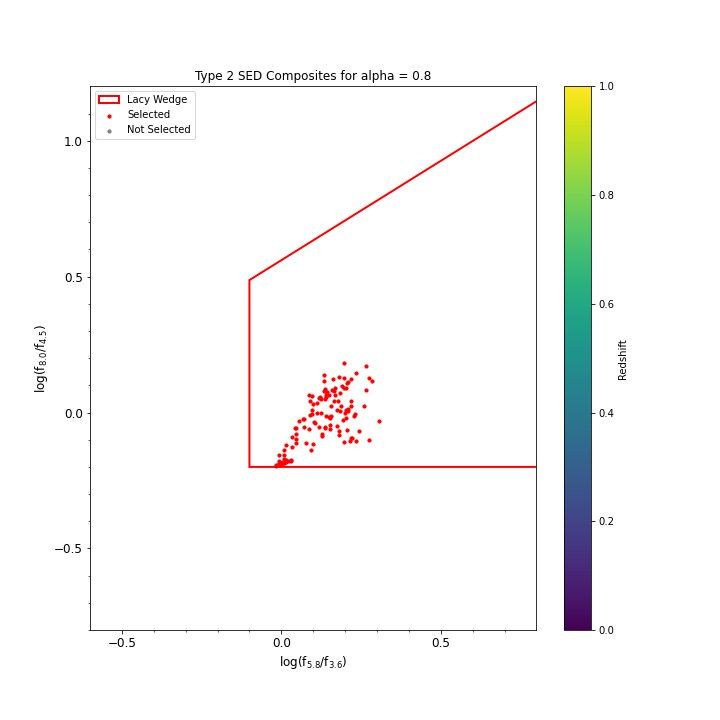 Type 2 SED Composites for alpha = 0.8
Lacy Wedge
Selected
Not Selected
1.0
0.5
0.0
−0.5
log(f8.0/f4.5)
−0.5
0.0
0.5
log(f5.8/f3.6)
1.0
0.8
0.6
0.4
0.2
0.0
Redshift